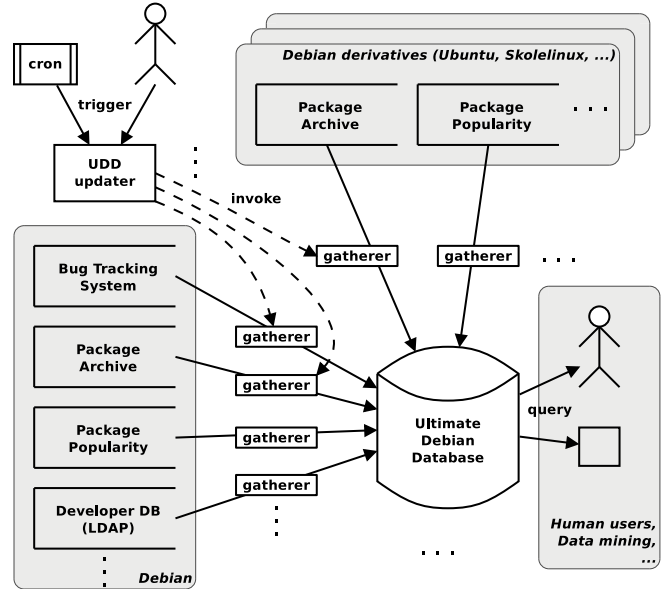 Debian derivatives (Ubuntu, Skolelinux, ...)
cron
trigger
Package
Archive
Package
Popularity
. . .
UDD
updater
invoke
gatherer
gatherer
. . .
Bug Tracking
System
gatherer
Package
Archive
gatherer
Package
Popularity
gatherer
Developer DB
(LDAP)
gatherer
Ultimate
Debian
Database
query
Human users,
Data mining,
...
. . .
Debian